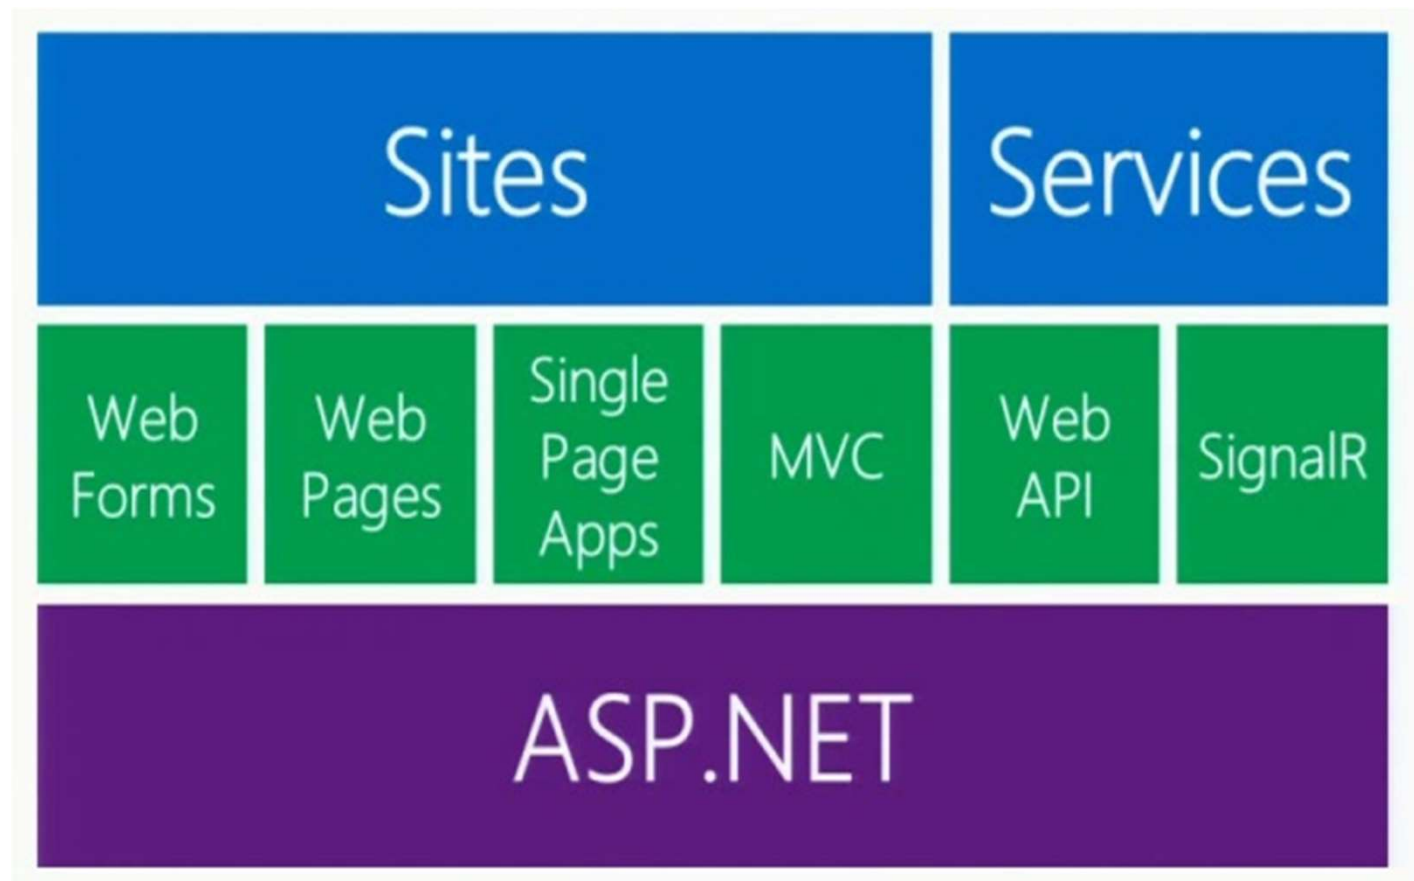 Sites
Services
Web
Forms
Web
Pages
Single
Page
Apps
MVC
Web
API
SignalR
ASP.NET